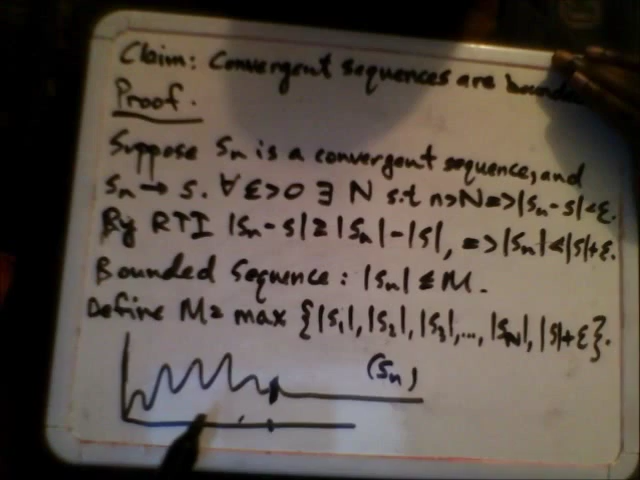 Claim: Convergent sequences are bounded
Proof.
Suppose Sn is a convergent sequence, and
Sn → S. ∀ ε>0 ∃ N s.t n>N=>|Sn-S|<ε.
By RTI |Sn-S|≥|Sn|-|S|, =>|Sn|<|S|+ε.
Bounded Sequence: |Sn| ≤ M.
Define M= max {|S1|, |S2|, |S3|,..., |SN|, |S|+ε}.
(Sn)